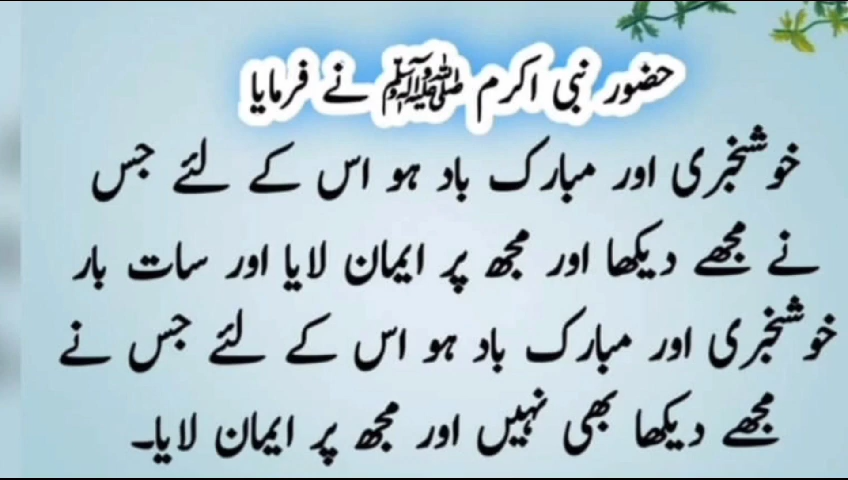 حضور نبی اکرم ﷺ نے فرمایا
خوشخبری اور مبارک باد ہو اس کے لئے جس
نے مجھے دیکھا اور مجھ پر ایمان لایا اور سات بار
خوشخبری اور مبارک باد ہو اس کے لئے جس نے
مجھے دیکھا بھی نہیں اور مجھ پر ایمان لایا۔